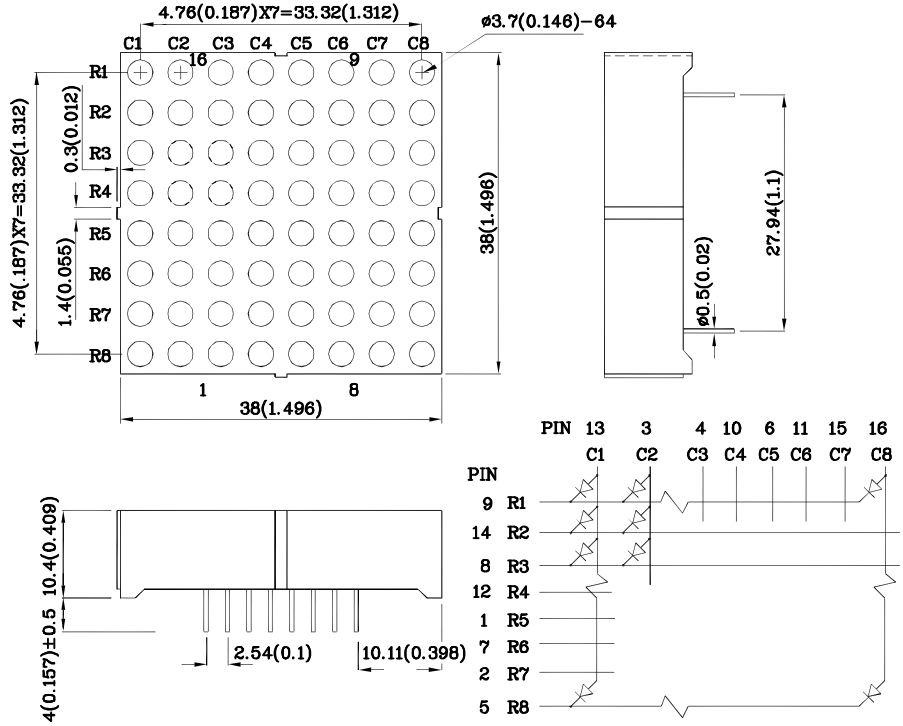 4.76(0.187)X7=33.32(1.312)
ø3.7(0.146)-64
C1 C2 C3 C4 C5 C6 C7 C8
16 9
R1
R2
R3
R4
R5
R6
R7
R8
4.76(.187)X7=33.32(1.312)
0.3(0.012)
1.4(0.055)
38(1.496)
1 8
38(1.496)
27.94(1.1)
ø0.5(0.02)
10.4(0.409)
4(0.157)±0.5
2.54(0.1)
10.11(0.398)
PIN 13 3 4 10 6 11 15 16
C1 C2 C3 C4 C5 C6 C7 C8
PIN
9 R1
14 R2
8 R3
12 R4
1 R5
7 R6
2 R7
5 R8